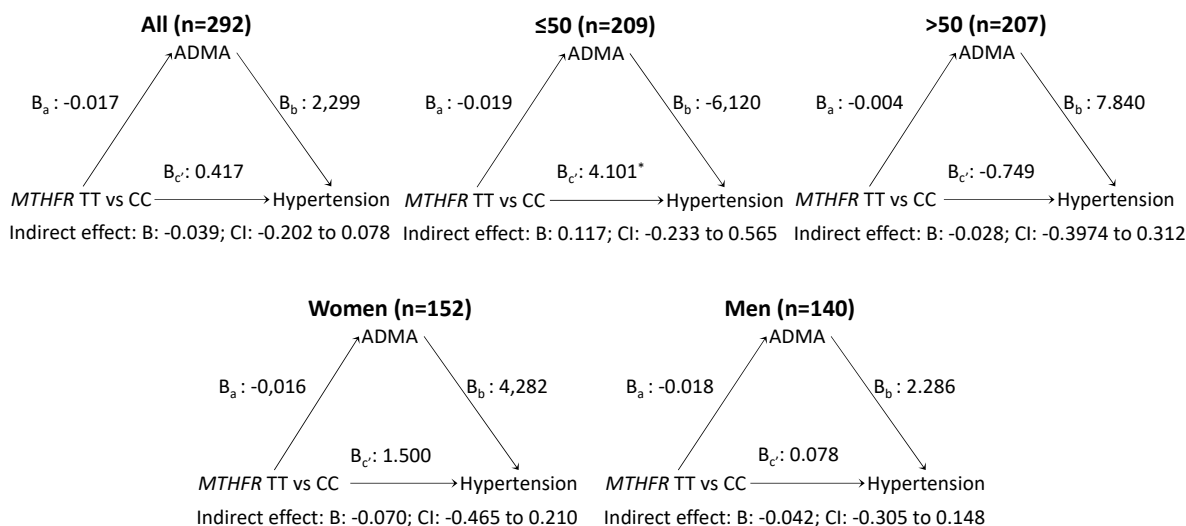 All (n=292)
ADMA
Ba : -0.017
Bb : 2,299
Bc’: 0.417
MTHFR TT vs CC
Hypertension
Indirect effect: B: -0.039; CI: -0.202 to 0.078
≤50 (n=209)
ADMA
Ba : -0.019
Bb : -6,120
Bc’: 4.101*
MTHFR TT vs CC
Hypertension
Indirect effect: B: 0.117; CI: -0.233 to 0.565
>50 (n=207)
ADMA
Ba : -0.004
Bb : 7.840
Bc’: -0.749
MTHFR TT vs CC
Hypertension
Indirect effect: B: -0.028; CI: -0.3974 to 0.312
Women (n=152)
ADMA
Ba : -0,016
Bb : 4,282
Bc’: 1.500
MTHFR TT vs CC
Hypertension
Indirect effect: B: -0.070; CI: -0.465 to 0.210
Men (n=140)
ADMA
Ba : -0.018
Bb : 2.286
Bc’: 0.078
MTHFR TT vs CC
Hypertension
Indirect effect: B: -0.042; CI: -0.305 to 0.148